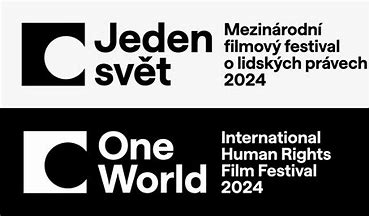 Jeden
svět
Mezinárodní
filmový festival
o lidských právech
2024
One
World
International
Human Rights
Film Festival
2024